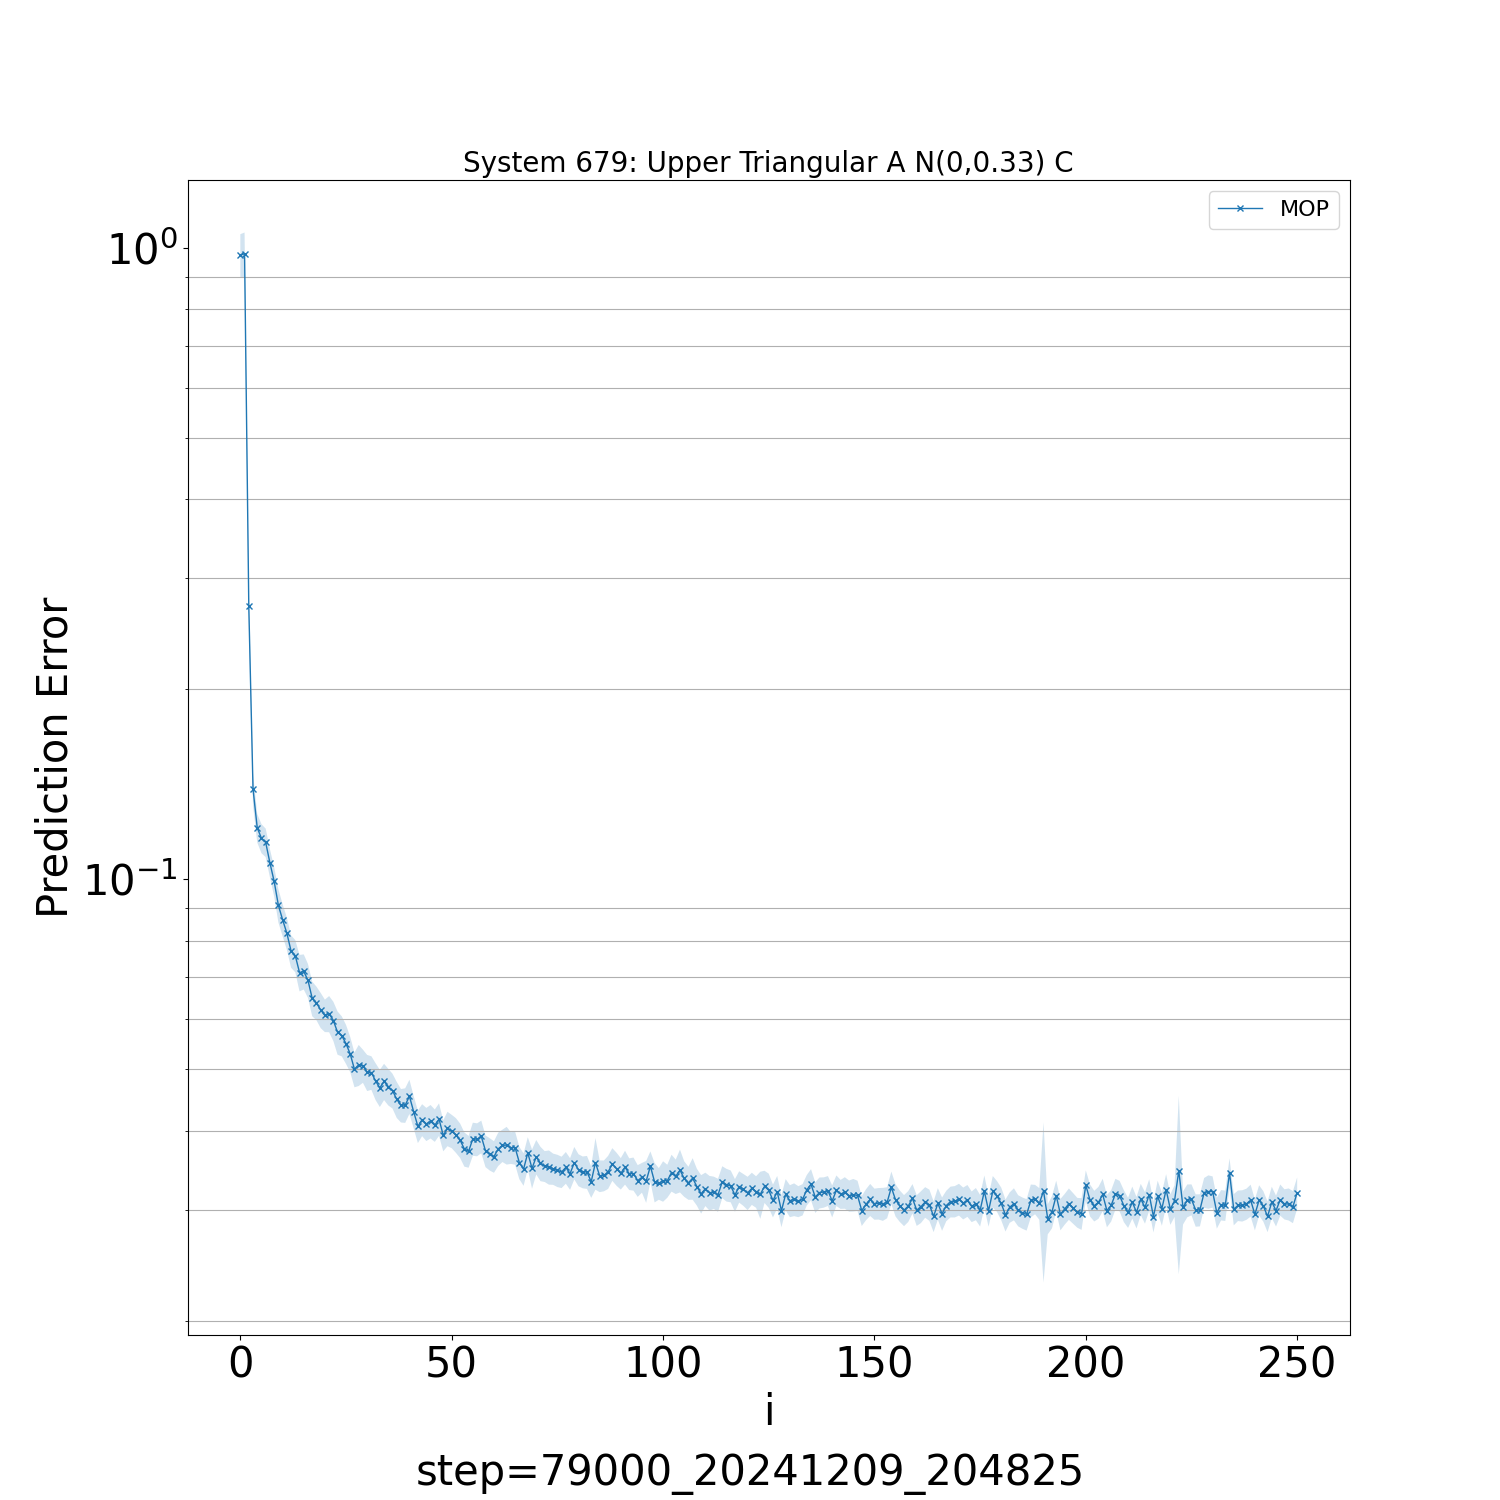 System 679: Upper Triangular A N(0,0.33) C
MOP
10⁰
10⁻¹
Prediction Error
0 50 100 150 200 250
i
step=79000_20241209_204825